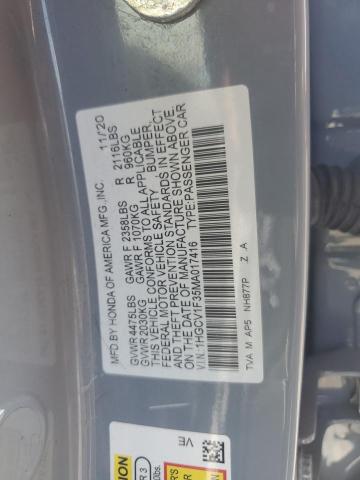 MFD BY HONDA OF AMERICA MFG.,INC. 11/20
GVWR 4475LBS GAWR F 2358LBS R 2116LBS
GVWR 2030KG GAWR F 1070KG R 960KG
THIS VEHICLE CONFORMS TO ALL APPLICABLE
FEDERAL MOTOR VEHICLE SAFETY, BUMPER,
AND THEFT PREVENTION STANDARDS IN EFFECT
ON THE DATE OF MANUFACTURE SHOWN ABOVE.
V.I.N.:1HGCV1F35MA017416 TYPE:PASSENGER CAR
TVA M AP5 NH877P Z A
VE